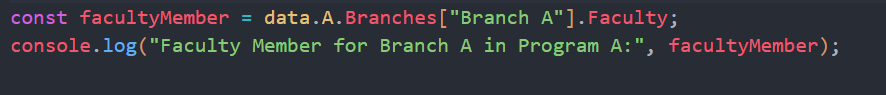 const facultyMember = data.A.Branches["Branch A"].Faculty;
console.log("Faculty Member for Branch A in Program A:", facultyMember);